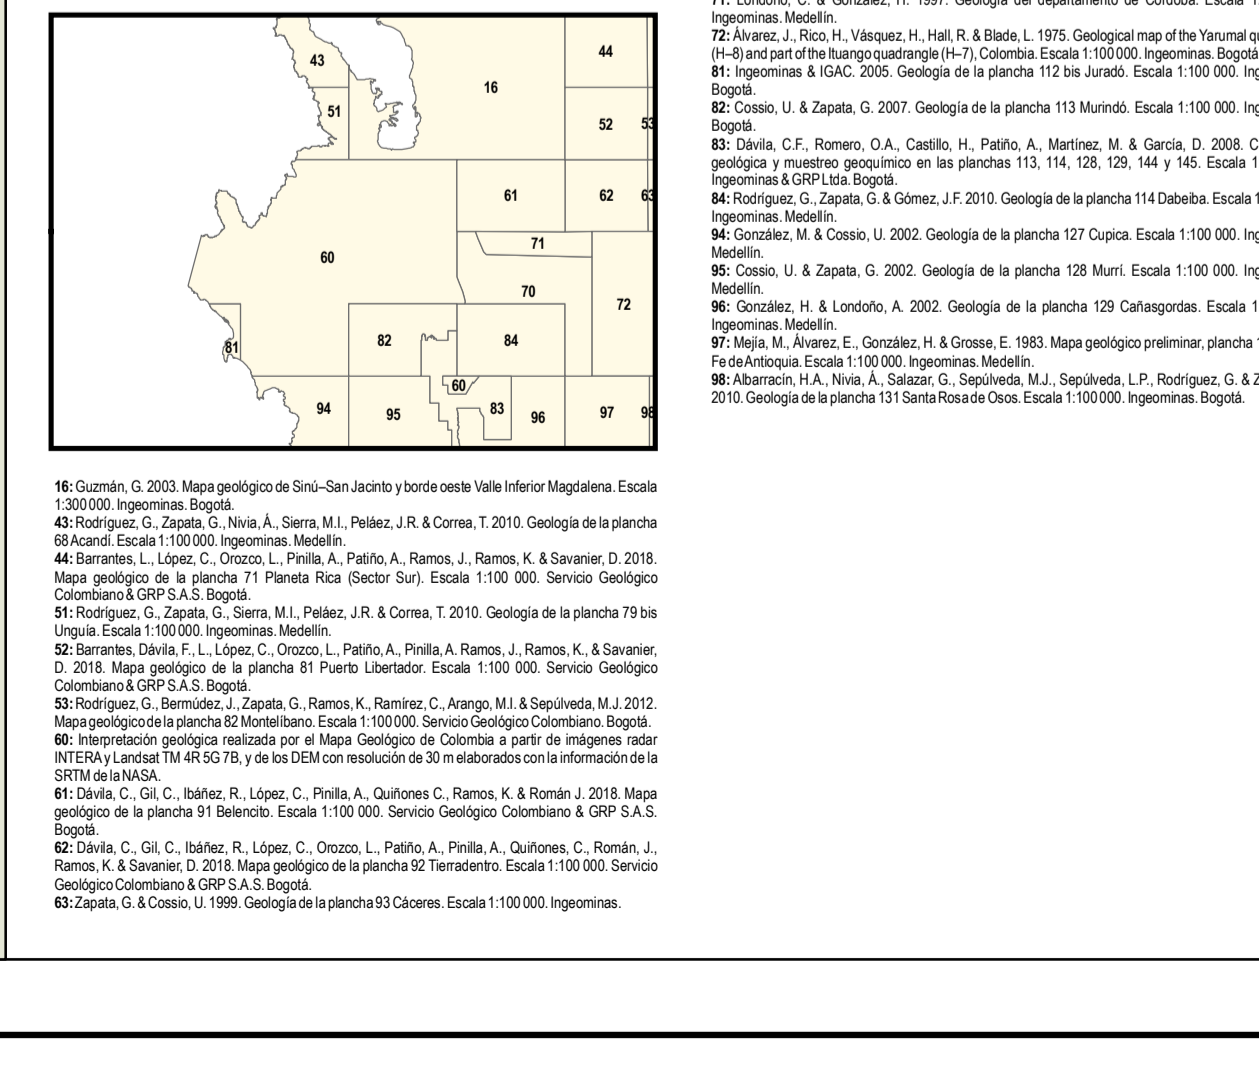 43
44
16
51
52
53
61
62
63
71
60
70
72
82
84
81
60
94
95
83
96
97
98
16: Guzmán, G. 2003. Mapa geológico de Sinú–San Jacinto y borde oeste Valle Inferior Magdalena. Escala
1:300 000. Ingeominas. Bogotá.
43: Rodríguez, G., Zapata, G., Nivia, Á., Sierra, M.I., Peláez, J.R. & Correa, T. 2010. Geología de la plancha
68 Acandí. Escala 1:100 000. Ingeominas. Medellín.
44: Barrantes, L., López, C., Orozco, L., Pinilla, A., Patiño, A., Ramos, J., Ramos, K. & Savanier, D. 2018.
Mapa geológico de la plancha 71 Planeta Rica (Sector Sur). Escala 1:100 000. Servicio Geológico
Colombiano & GRP S.A.S. Bogotá.
51: Rodríguez, G., Zapata, G., Sierra, M.I., Peláez, J.R. & Correa, T. 2010. Geología de la plancha 79 bis
Unguía. Escala 1:100 000. Ingeominas. Medellín.
52: Barrantes, Dávila, F., L., López, C., Orozco, L., Patiño, A., Pinilla, A. Ramos, J., Ramos, K., & Savanier,
D. 2018. Mapa geológico de la plancha 81 Puerto Libertador. Escala 1:100 000. Servicio Geológico
Colombiano & GRP S.A.S. Bogotá.
53: Rodríguez, G., Bermúdez, J., Zapata, G., Ramos, K., Ramírez, C., Arango, M.I. & Sepúlveda, M.J. 2012.
Mapa geológico de la plancha 82 Montelíbano. Escala 1:100 000. Servicio Geológico Colombiano. Bogotá.
60: Interpretación geológica realizada por el Mapa Geológico de Colombia a partir de imágenes radar
INTERA y Landsat TM 4R 5G 7B, y de los DEM con resolución de 30 m elaborados con la información de la
SRTM de la NASA.
61: Dávila, C., Gil, C., Ibáñez, R., López, C., Pinilla, A., Quiñones C., Ramos, K. & Román J. 2018. Mapa
geológico de la plancha 91 Belencito. Escala 1:100 000. Servicio Geológico Colombiano & GRP S.A.S.
Bogotá.
62: Dávila, C., Gil, C., Ibáñez, R., López, C., Orozco, L., Patiño, A., Pinilla, A., Quiñones, C., Román, J.,
Ramos, K. & Savanier, D. 2018. Mapa geológico de la plancha 92 Tierradentro. Escala 1:100 000. Servicio
Geológico Colombiano & GRP S.A.S. Bogotá.
63: Zapata, G. & Cossio, U. 1999. Geología de la plancha 93 Cáceres. Escala 1:100 000. Ingeominas.
71: Londoño, C. & González, H. 1997. Geología del departamento de Córdoba. Escala
Ingeominas. Medellín.
72: Álvarez, J., Rico, H., Vásquez, H., Hall, R. & Blade, L. 1975. Geological map of the Yarumal
(H–8) and part of the Ituango quadrangle (H–7), Colombia. Escala 1:100 000. Ingeominas. Bogotá
81: Ingeominas & IGAC. 2005. Geología de la plancha 112 bis Juradó. Escala 1:100 000.
Bogotá.
82: Cossio, U. & Zapata, G. 2007. Geología de la plancha 113 Murindó. Escala 1:100 000.
Bogotá.
83: Dávila, C.F., Romero, O.A., Castillo, H., Patiño, A., Martínez, M. & García, D. 2008. C
geológica y muestreo geoquímico en las planchas 113, 114, 128, 129, 144 y 145. Escala 1
Ingeominas & GRP Ltda. Bogotá.
84: Rodríguez, G., Zapata, G. & Gómez, J.F. 2010. Geología de la plancha 114 Dabeiba. Escala 1
Ingeominas. Medellín.
94: González, M. & Cossio, U. 2002. Geología de la plancha 127 Cupica. Escala 1:100 000. Ing
Medellín.
95: Cossio, U. & Zapata, G. 2002. Geología de la plancha 128 Murrí. Escala 1:100 000. Ing
Medellín.
96: González, H. & Londoño, A. 2002. Geología de la plancha 129 Cañasgordas. Escala 1
Ingeominas. Medellín.
97: Mejía, M., Álvarez, E., González, H. & Grosse, E. 1983. Mapa geológico preliminar, plancha 1
Fe de Antioquia. Escala 1:100 000. Ingeominas. Medellín.
98: Albarracín, H.A., Nivia, Á., Salazar, G., Sepúlveda, M.J., Sepúlveda, L.P., Rodríguez, G. & Z
2010. Geología de la plancha 131 Santa Rosa de Osos. Escala 1:100 000. Ingeominas. Bogotá.